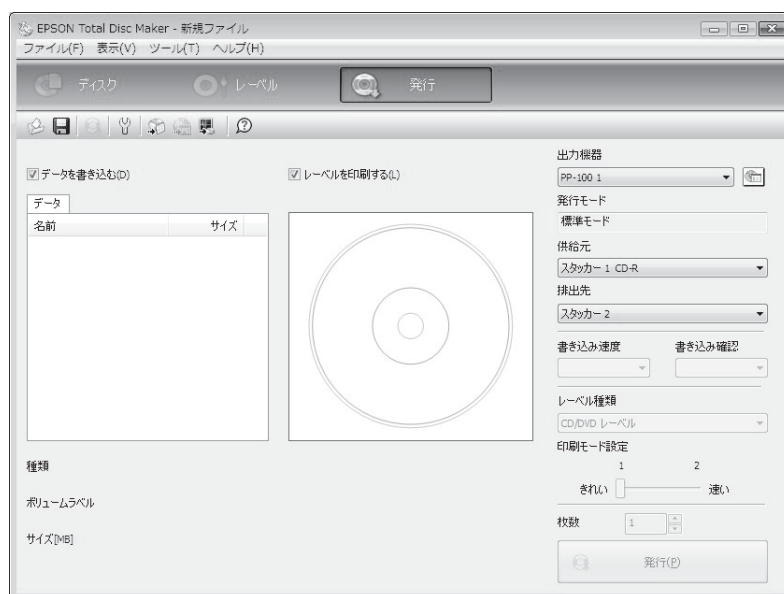 EPSON Total Disc Maker - 新規ファイル
ファイル(F) 表示(V) ツール(T) ヘルプ(H)
ディスク レーベル 発行
データを書き込む(D)
データ
名前 サイズ
種類
ボリュームラベル
サイズ[MB]
レーベルを印刷する(L)
出力機器
PP-100 1
発行モード
標準モード
供給元
スタッカー 1 CD-R
排出先
スタッカー 2
書き込み速度 書き込み確認
レーベル種類
CD/DVD レーベル
印刷モード設定
1 2
きれい 速い
枚数 1
発行(P)